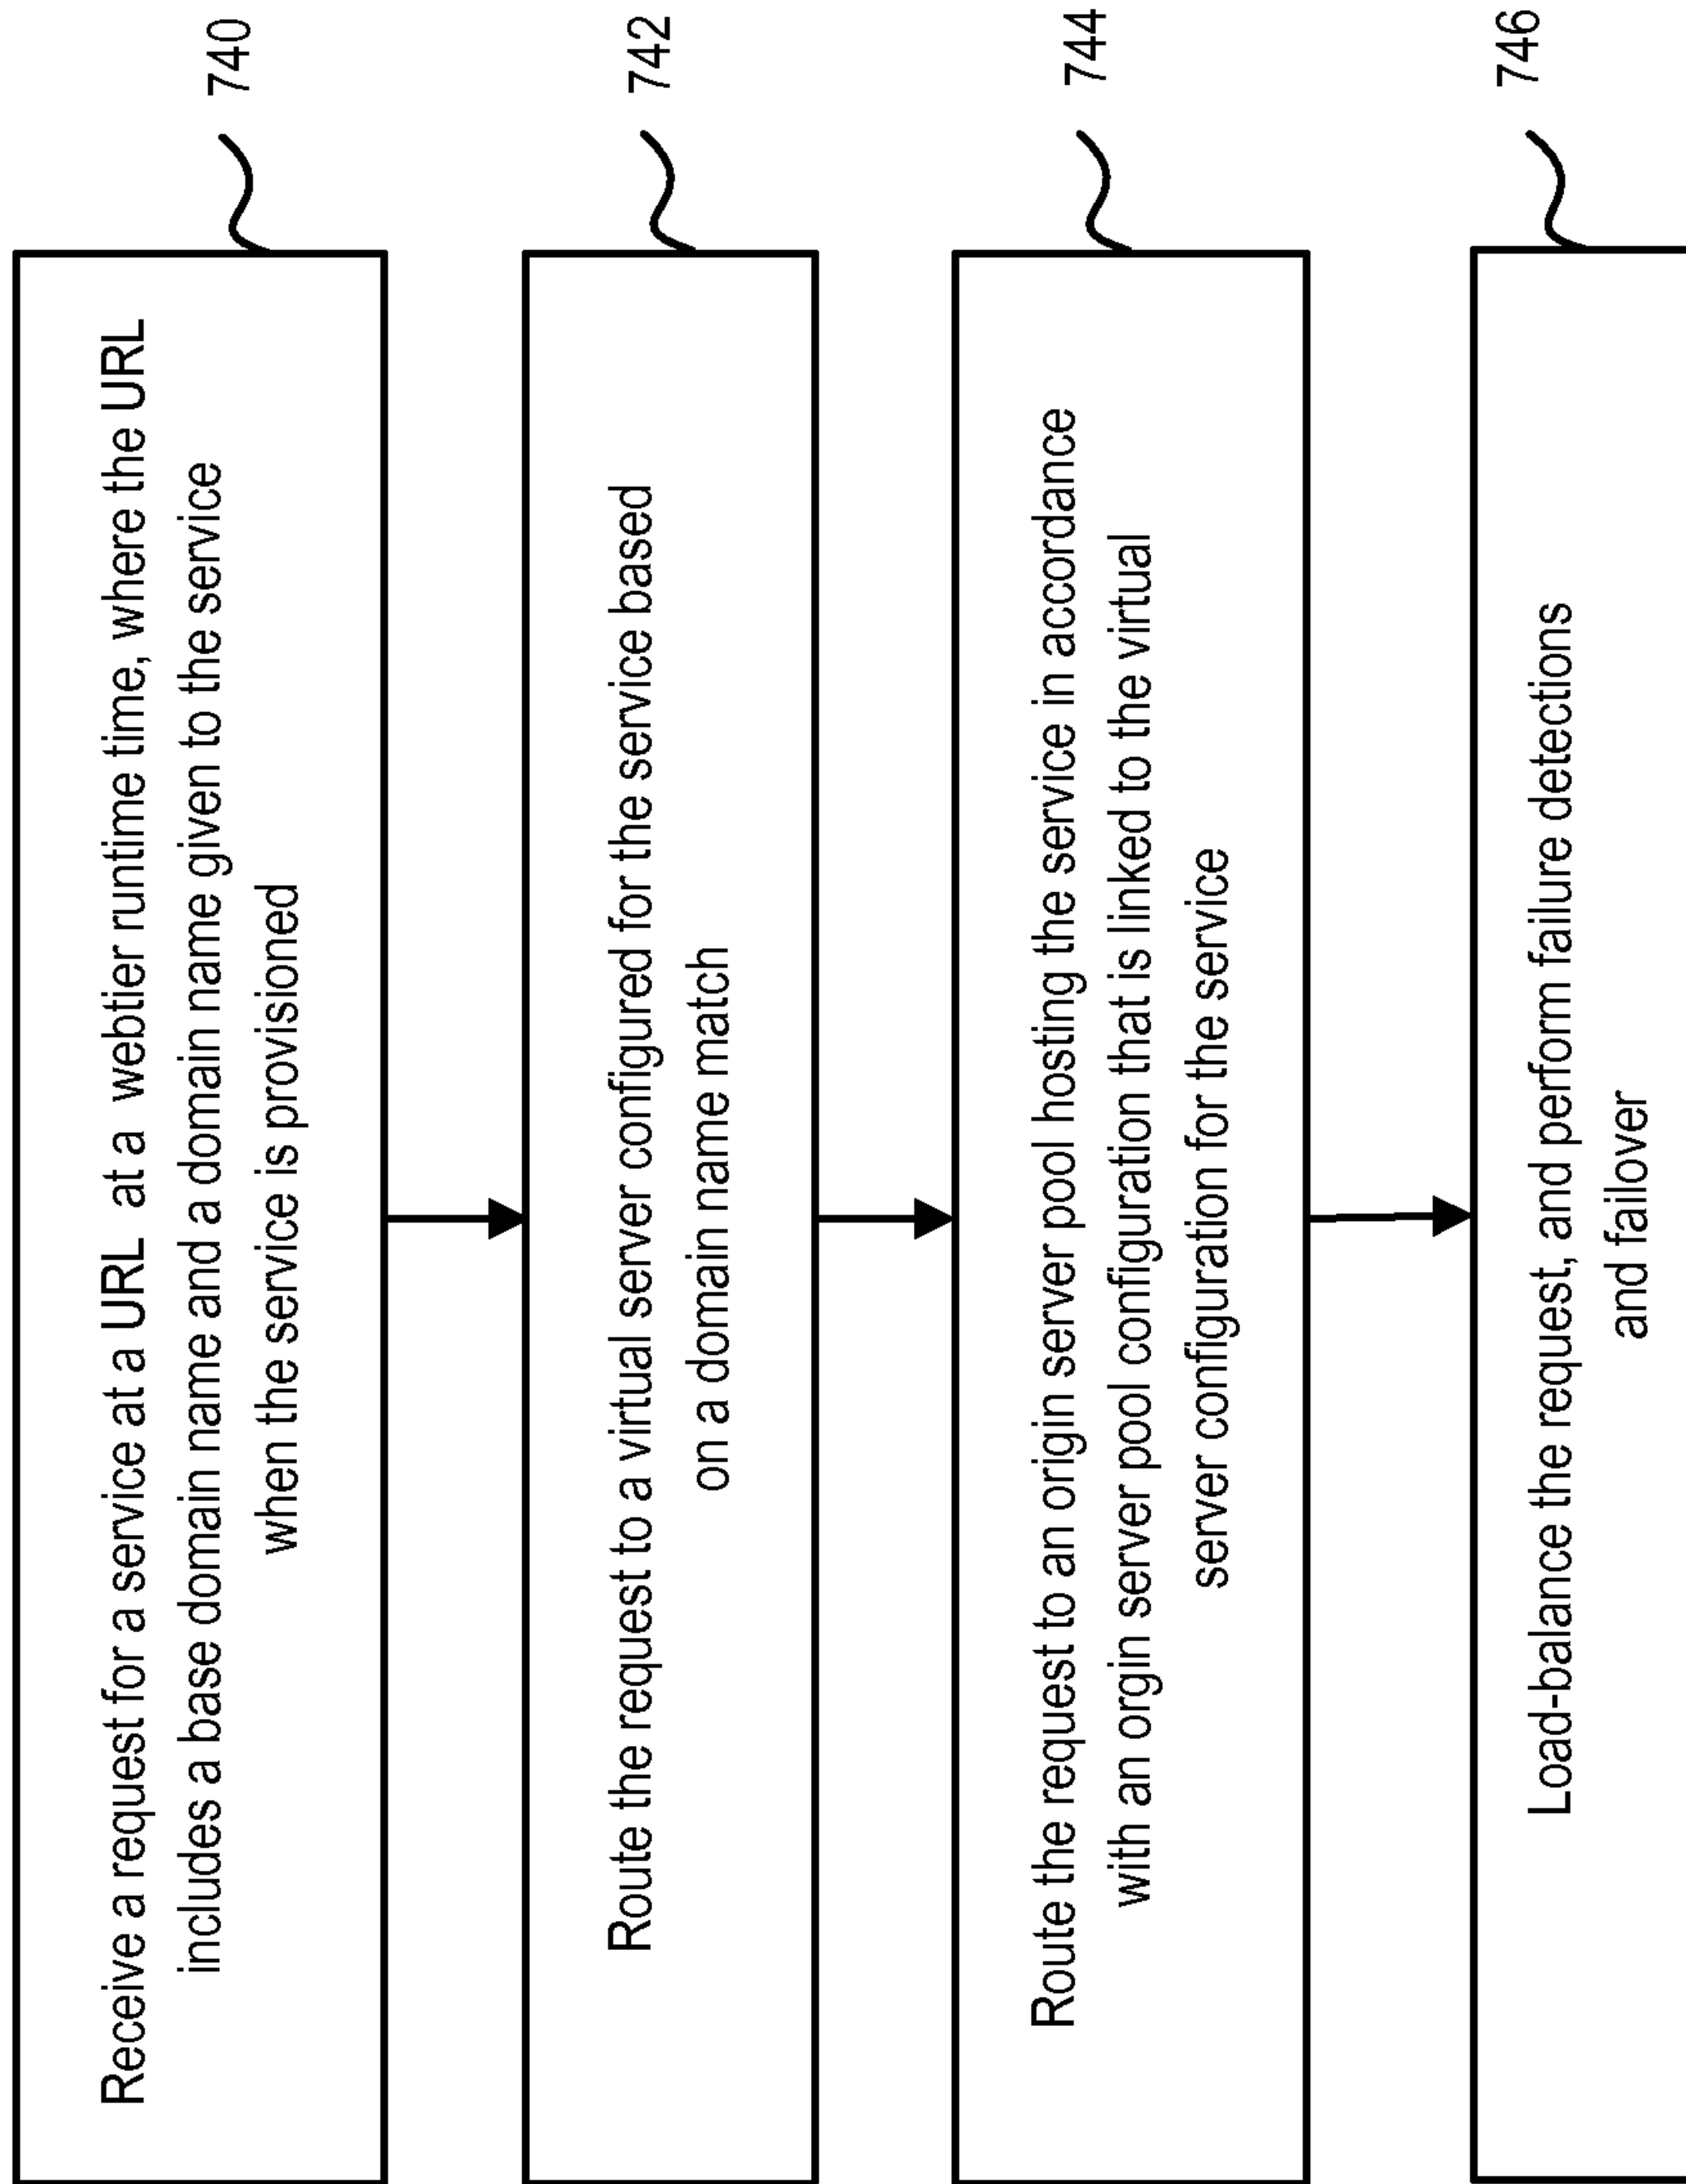 Receive a request for a service at a URL at a webtier runtime time, where the URL
includes a base domain name and a domain name given to the service
when the service is provisioned
740
Route the request to a virtual server configured for the service based
on a domain name match
742
Route the request to an origin server pool hosting the service in accordance
with an orgin server pool configuration that is linked to the virtual
server configuration for the service
744
Load-balance the request, and perform failure detections
and failover
746